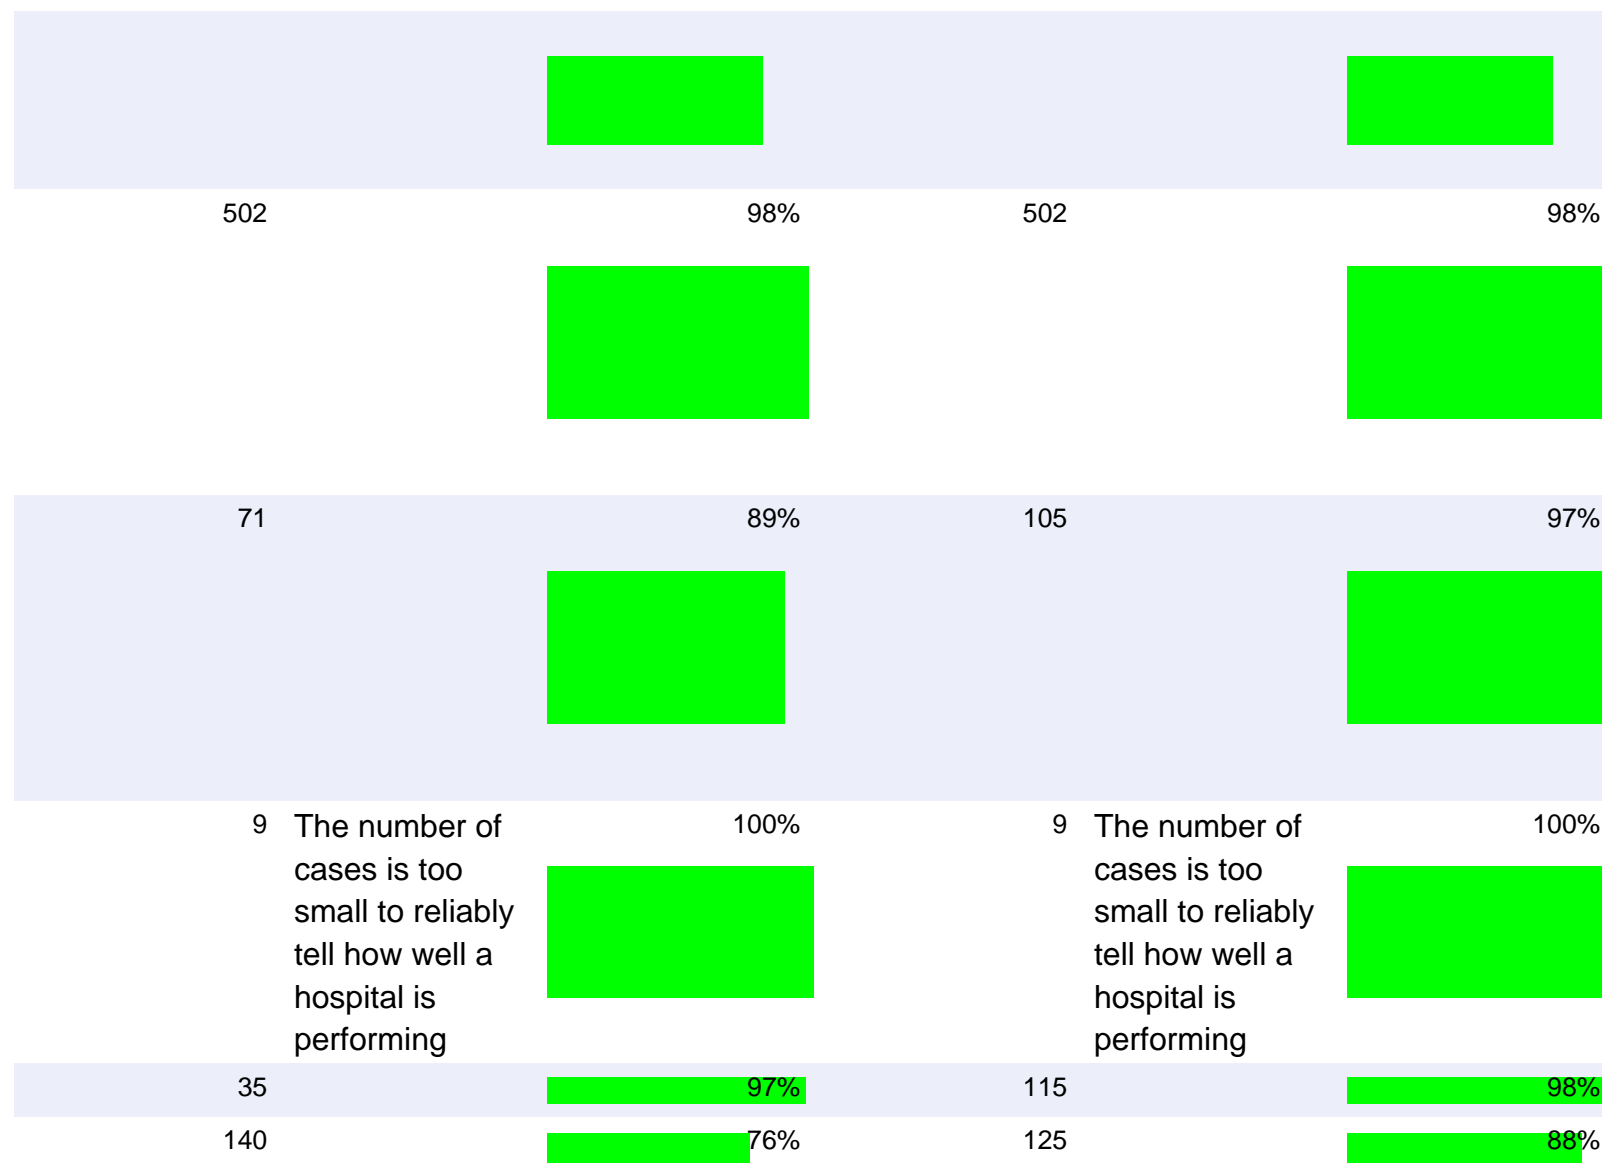 502 98% 502 98%
71 89% 105 97%
9 The number of 100% 9 The number of 100%
cases is too cases is too
small to reliably small to reliably
tell how well a tell how well a
hospital is hospital is
performing performing
35 97% 115 98%
140 76% 125 88%